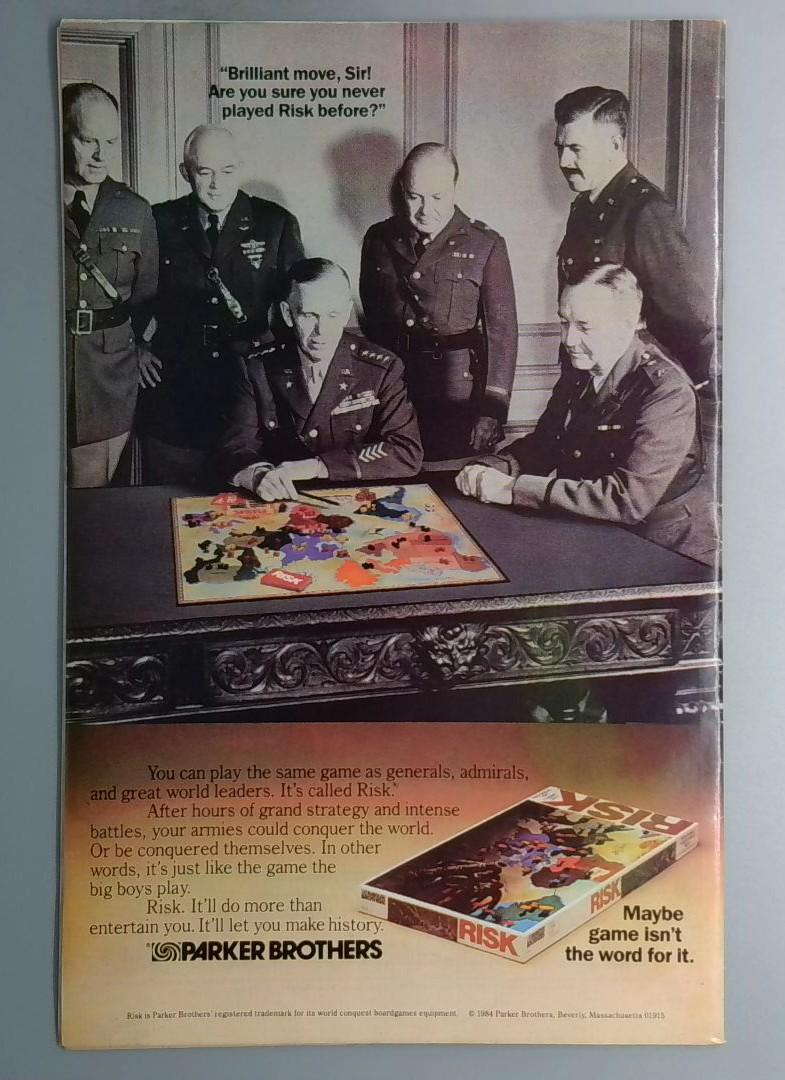 "Brilliant move, Sir!
Are you sure you never
played Risk before?"
RISK
You can play the same game as generals, admirals,
and great world leaders. It's called Risk.®
After hours of grand strategy and intense
battles, your armies could conquer the world.
Or be conquered themselves. In other
words, it's just like the game the
big boys play.
Risk. It'll do more than
entertain you. It'll let you make history.
PARKER BROTHERS
RISK
RISK
RISK
Maybe
game isn't
the word for it.
Risk is Parker Brothers' registered trademark for its world conquest boardgames equipment. © 1984 Parker Brothers, Beverly, Massachusetts 01915